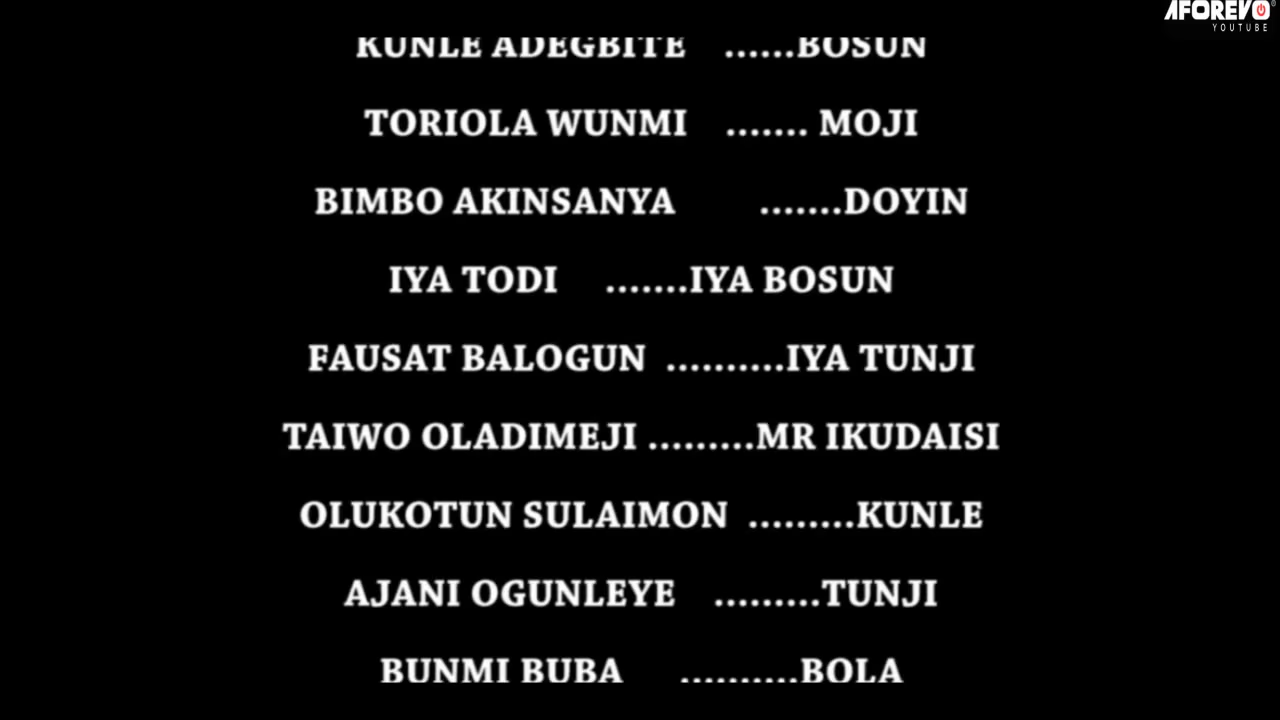 AFOREVO
YOUTUBE
KUNLE ADEGBITE ......BOSUN
TORIOLA WUNMI ....... MOJI
BIMBO AKINSANYA .......DOYIN
IYA TODI .......IYA BOSUN
FAUSAT BALOGUN ..........IYA TUNJI
TAIWO OLADIMEJI .........MR IKUDAISI
OLUKOTUN SULAIMON .........KUNLE
AJANI OGUNLEYE .........TUNJI
BUNMI BUBA ..........BOLA